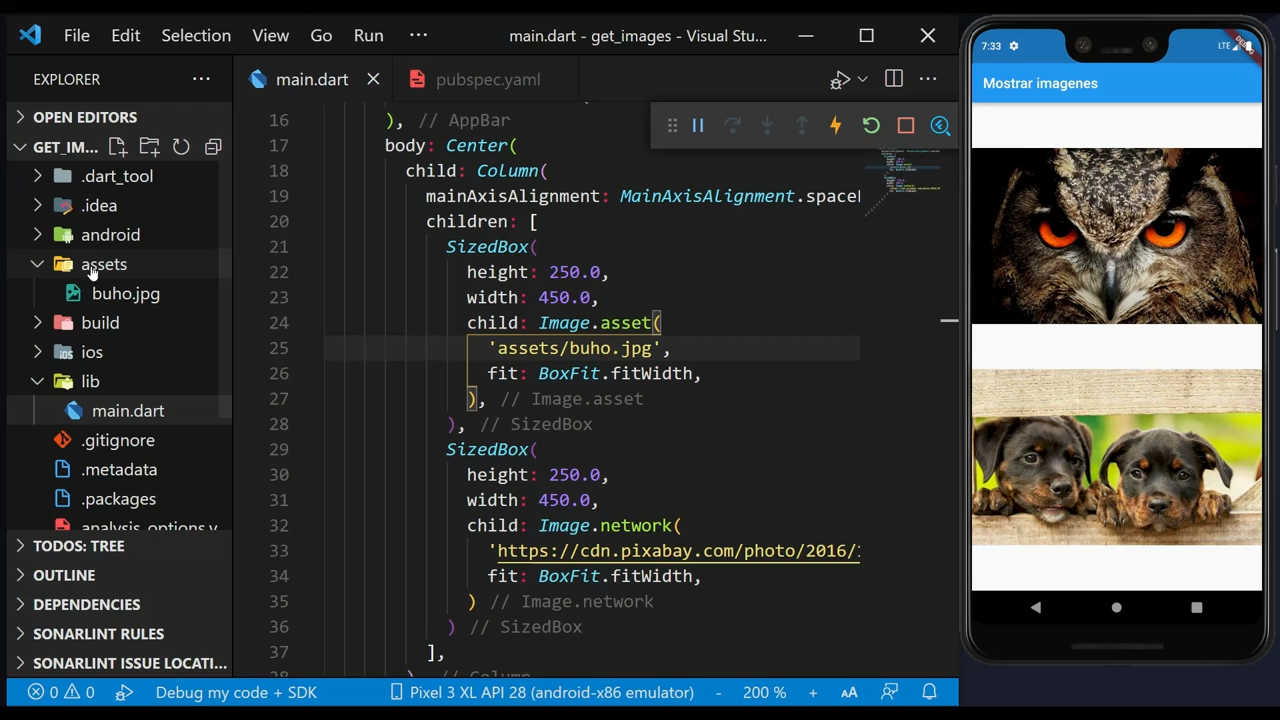 File Edit Selection View Go Run ··· main.dart - get_images - Visual Stu...
EXPLORER ···
OPEN EDITORS
GET_IM...
.dart_tool
.idea
android
assets
buho.jpg
build
ios
lib
main.dart
.gitignore
.metadata
.packages
analysis_options.y
TODOS: TREE
OUTLINE
DEPENDENCIES
SONARLINT RULES
SONARLINT ISSUE LOCATI...
main.dart pubspec.yaml
16 ), // AppBar
17 body: Center(
18 child: Column(
19 mainAxisAlignment: MainAxisAlignment.space
20 children: [
21 SizedBox(
22 height: 250.0,
23 width: 450.0,
24 child: Image.asset(
25 'assets/buho.jpg',
26 fit: BoxFit.fitWidth,
27 ), // Image.asset
28 ), // SizedBox
29 SizedBox(
30 height: 250.0,
31 width: 450.0,
32 child: Image.network(
33 'https://cdn.pixabay.com/photo/2016/
34 fit: BoxFit.fitWidth,
35 ) // Image.network
36 ) // SizedBox
37 ],
38 ) // Column
0 0 Debug my code + SDK Pixel 3 XL API 28 (android-x86 emulator) - 200 % + AA
7:33 LTE
DEBUG
Mostrar imagenes